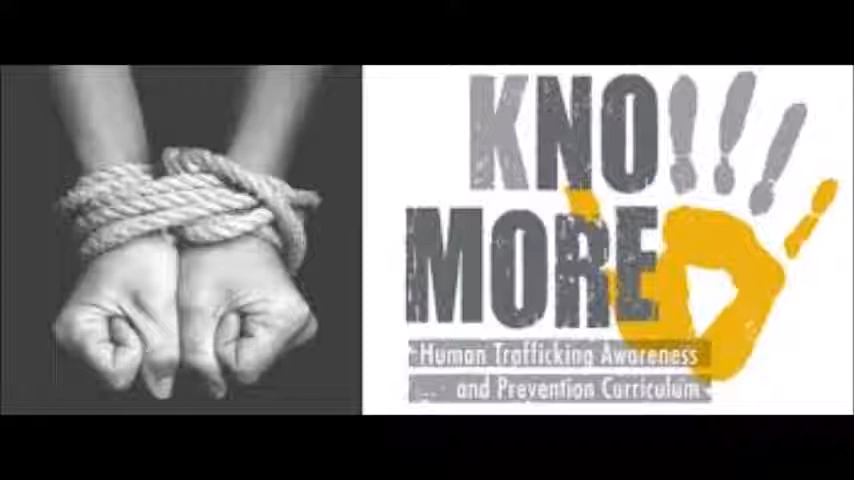 KNO
MORE
Human Trafficking Awareness
and Prevention Curriculum